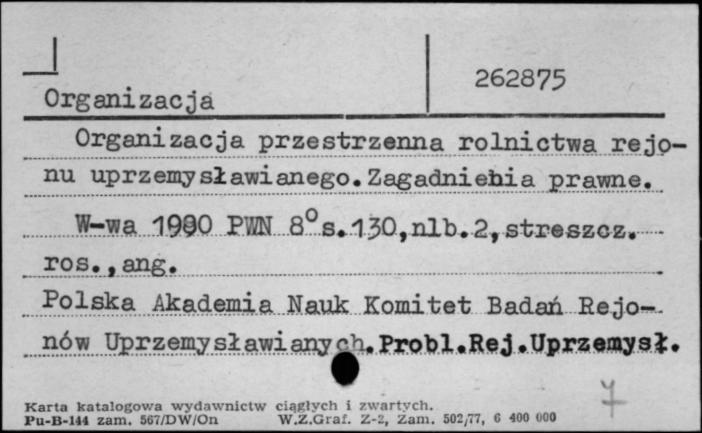 262875
Organizacja
Organizacja przestrzenna rolnictwa rejo-
nu uprzemysławianego. Zagadnienia prawne.
W-wa PWN 8° s.130,nlb.2, streszcz.
ros., ang.
Polska Akademia Nauk Komitet Badań Rejo-
nów Uprzemysławianych. Probl.Rej.Uprzemysł.
Karta katalogowa wydawnictw ciągłych i zwartych.
Pu-B-144 zam. 567/DW/On W.Z.Graf. Z-2, Zam. 502/77, 6 400 000